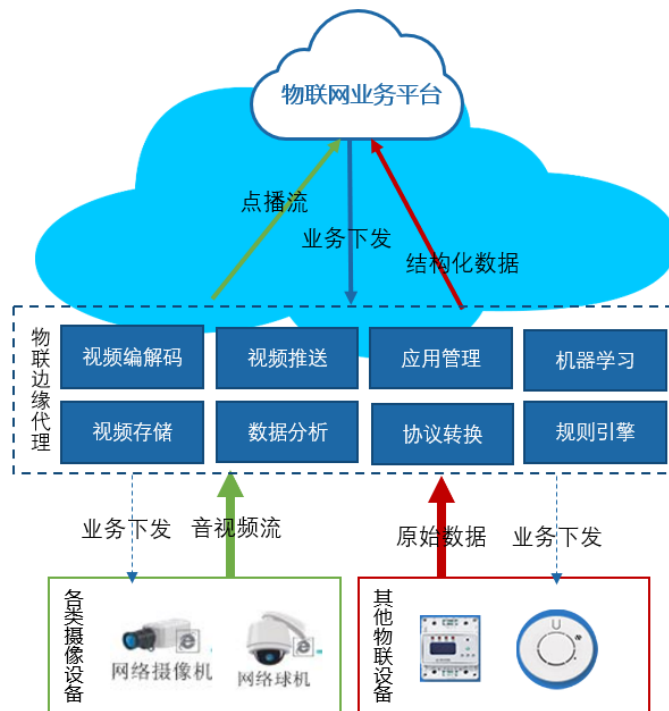 物联网业务平台
点播流
业务下发
结构化数据
物联边缘代理
视频编解码
视频推送
应用管理
机器学习
视频存储
数据分析
协议转换
规则引擎
业务下发
音视频流
原始数据
业务下发
各类摄像设备
网络摄像机
网络球机
其他物联设备